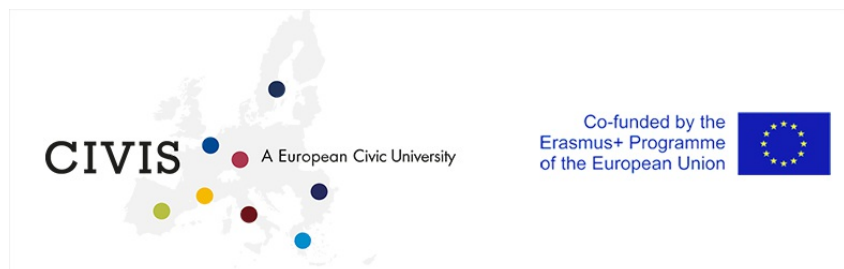 CIVIS
A European Civic University
Co-funded by the
Erasmus+ Programme
of the European Union